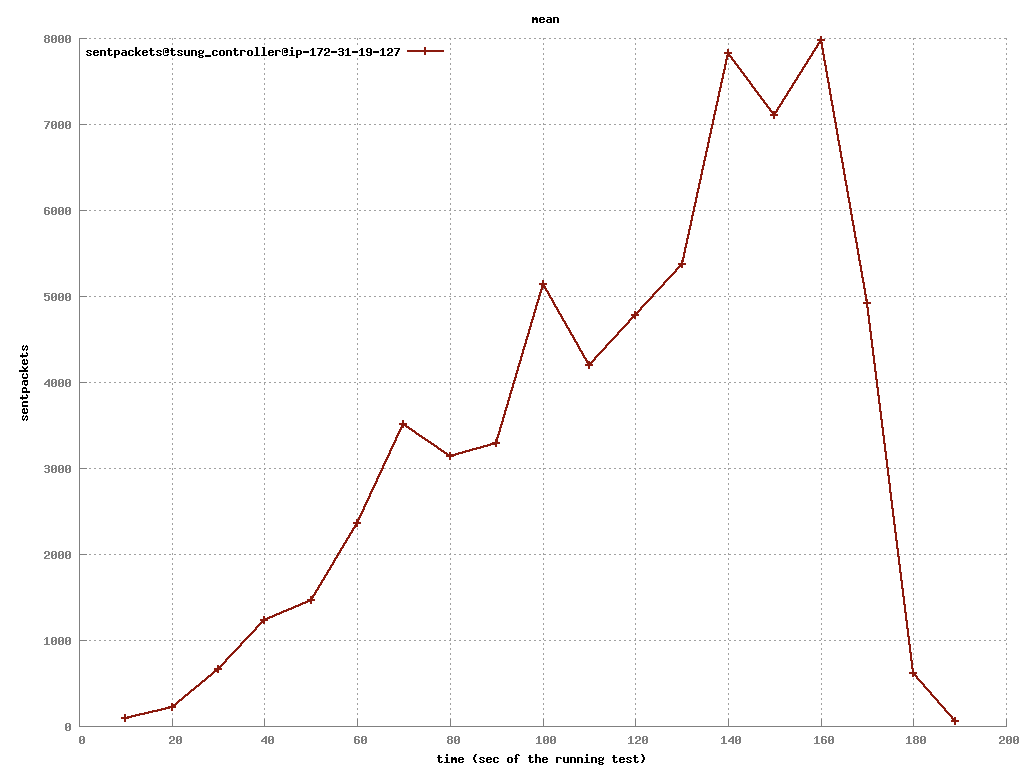 mean
sentpackets@tsung_controller@ip-172-31-19-127
8000
7000
6000
5000
4000
3000
2000
1000
0
sentpackets
0 20 40 60 80 100 120 140 160 180 200
time (sec of the running test)